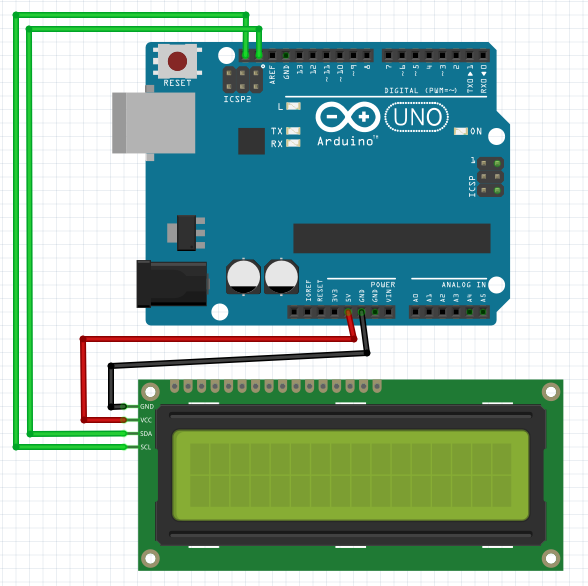 RESET
ICSP2
AREF
GND
13
12
~11
~10
~9
8
7
~6
~5
4
~3
2
TXO▶1
RXO◀0
DIGITAL (PWM=~)
L
TX
RX
Arduino™
UNO
ON
1
ICSP
IOREF
RESET
3V3
5V
GND
GND
VIN
POWER
A0
A1
A2
A3
A4
A5
ANALOG IN
GND
VCC
SDA
SCL